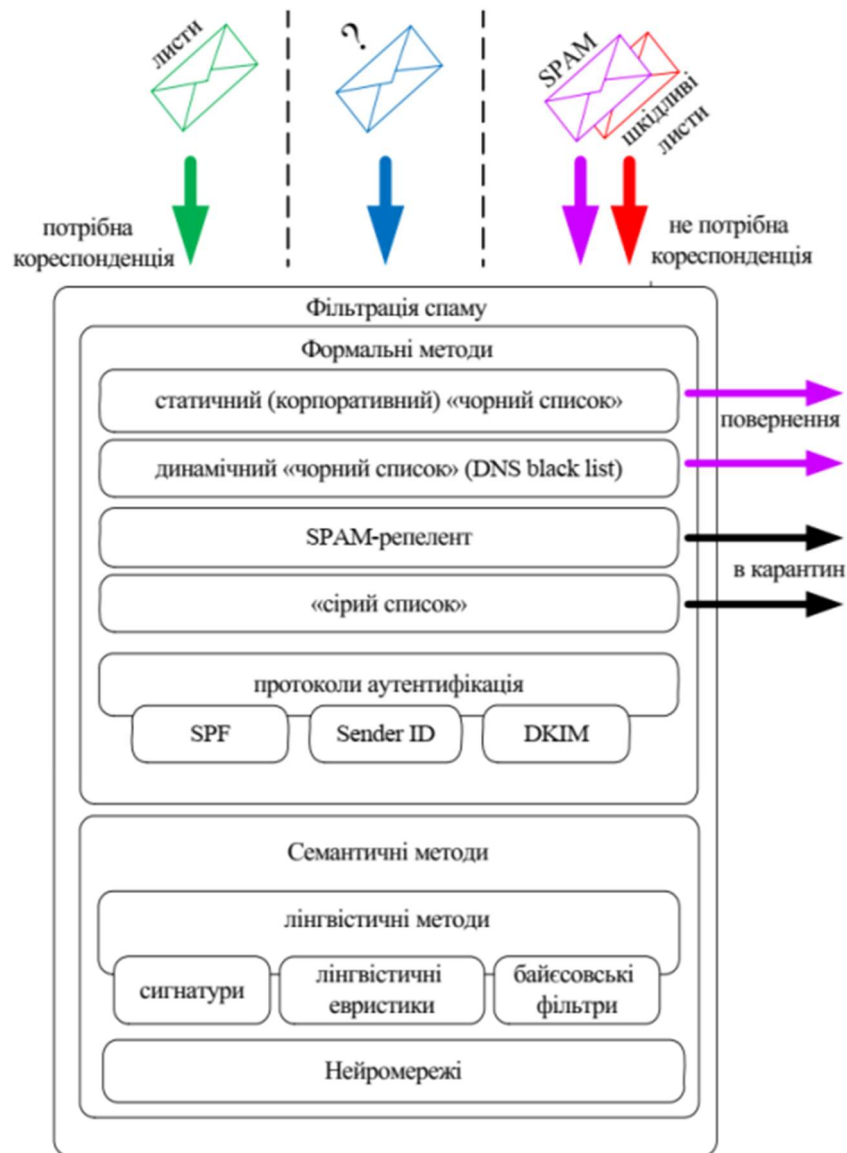 листи
?
SPAM
шкідливі
листи
потрібна
кореспонденція
не потрібна
кореспонденція
Фільтрація спаму
Формальні методи
статичний (корпоративний) «чорний список»
повернення
динамічний «чорний список» (DNS black list)
SPAM-репелент
в карантин
«сірий список»
протоколи аутентифікація
SPF
Sender ID
DKIM
Семантичні методи
лінгвістичні методи
сигнатури
лінгвістичні
евристики
байєсовські
фільтри
Нейромережі